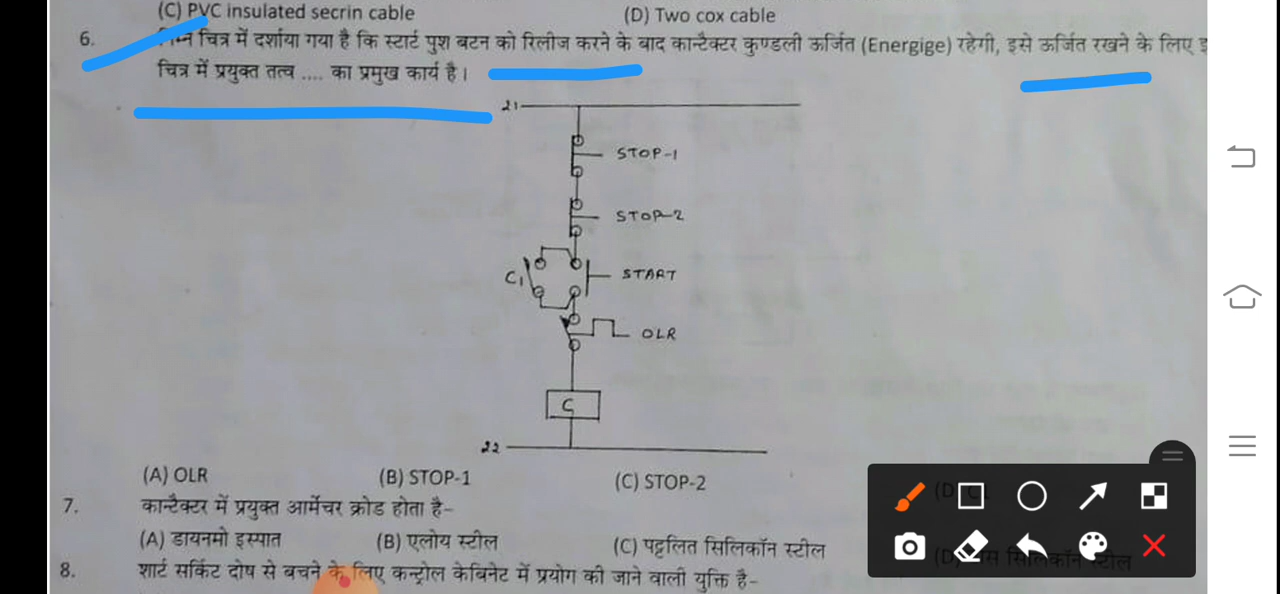 (C) PVC insulated secrin cable (D) Two cox cable
6. चित्र में दर्शाया गया है कि स्टार्ट पुश बटन को रिलीज करने के बाद कान्टैक्टर कुण्डली ऊर्जित (Energige) रहेगी, इसे ऊर्जित रखने के लिए
चित्र में प्रयुक्त तत्व .... का प्रमुख कार्य है।
21
STOP-1
STOP-2
C1 START
OLR
C
22
(A) OLR (B) STOP-1 (C) STOP-2
7. कान्टैक्टर में प्रयुक्त आर्मेचर क्रोड होता है–
(A) डायनमो इस्पात (B) एलोय स्टील (C) पट्टलित सिलिकॉन स्टील
8. शार्ट सर्किट दोष से बचने के लिए कन्ट्रोल केबिनेट में प्रयोग की जाने वाली युक्ति है–